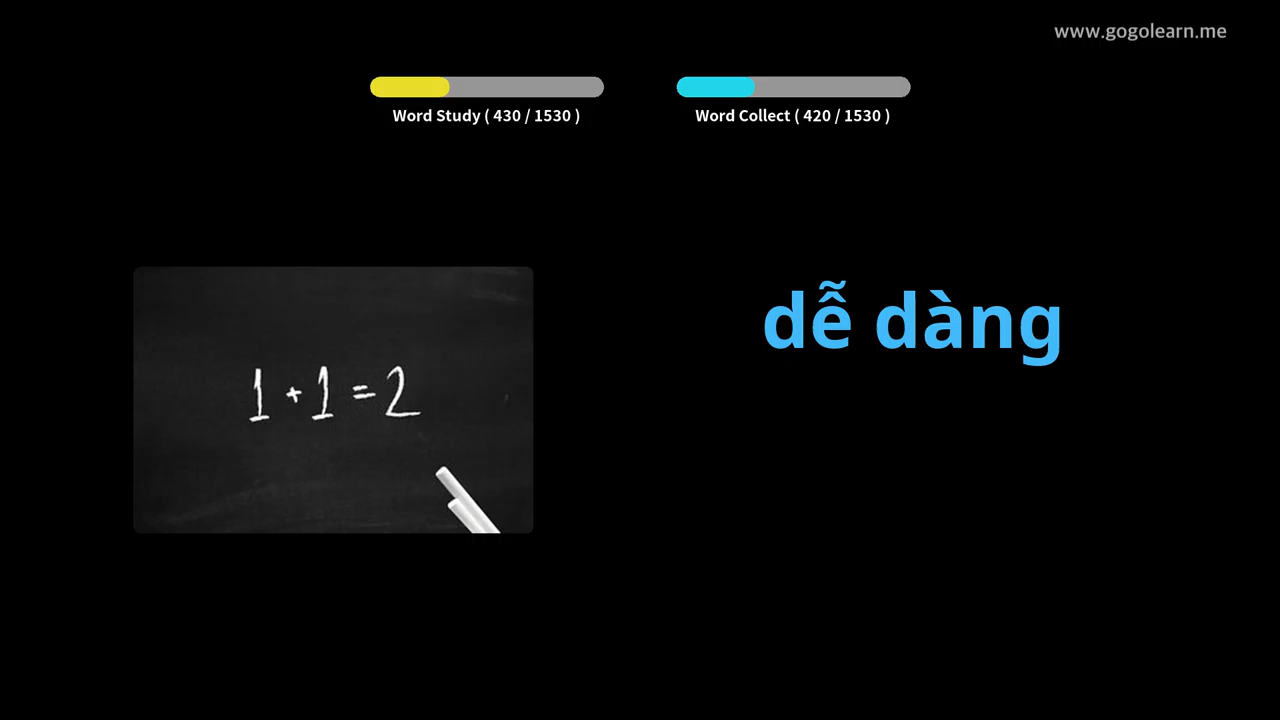 www.gogolearn.me
Word Study ( 430 / 1530 )
Word Collect ( 420 / 1530 )
dễ dàng
1 + 1 = 2